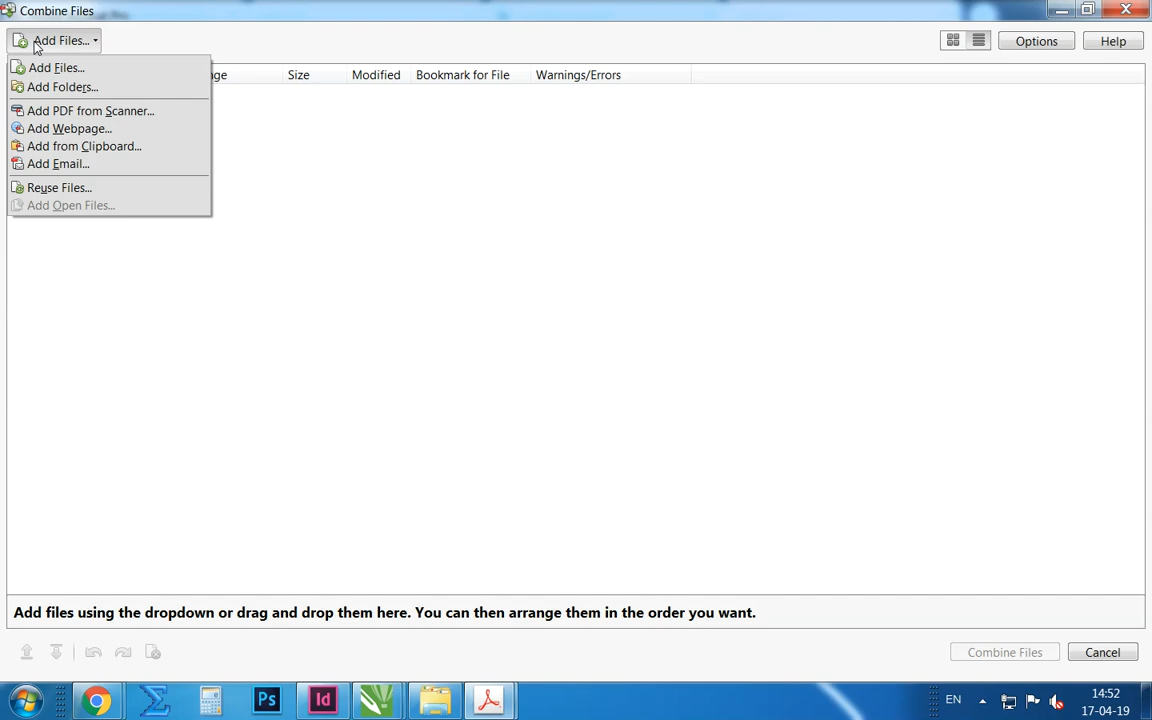 Combine Files
Add Files...
Options
Help
Size
Modified
Bookmark for File
Warnings/Errors
Add Files...
Add Folders...
Add PDF from Scanner...
Add Webpage...
Add from Clipboard...
Add Email...
Reuse Files...
Add Open Files...
Add files using the dropdown or drag and drop them here. You can then arrange them in the order you want.
Combine Files
Cancel
Ps
Id
EN
14:52
17-04-19